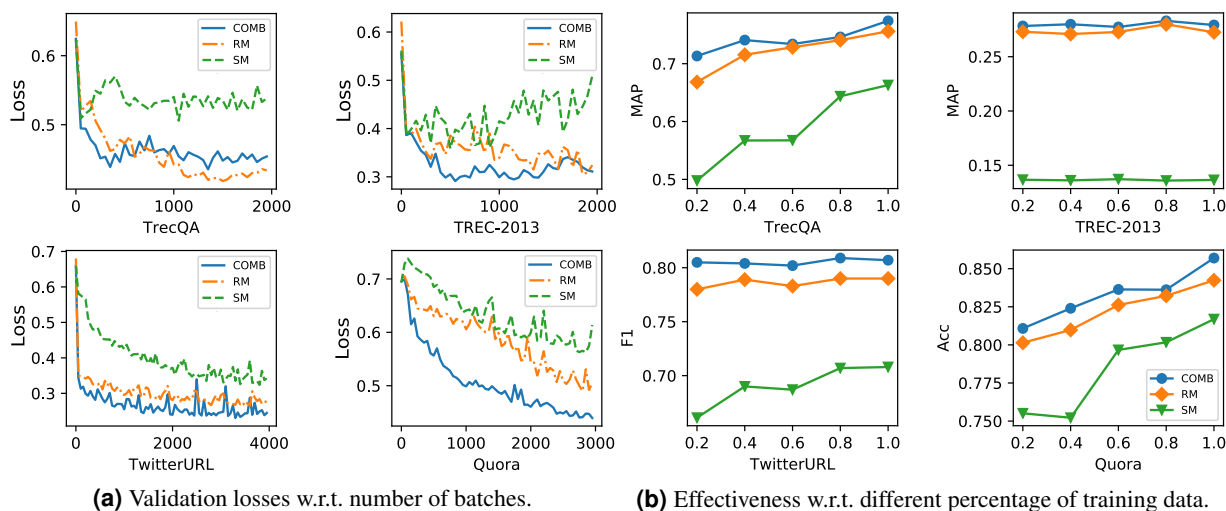 COMB
RM
SM
0.6
0.5
Loss
0
1000
2000
TrecQA
COMB
RM
SM
0.6
0.5
0.4
0.3
Loss
0
1000
2000
TREC-2013
0.7
0.6
0.5
MAP
0.2 0.4 0.6 0.8 1.0
TrecQA
0.25
0.20
0.15
MAP
0.2 0.4 0.6 0.8 1.0
TREC-2013
COMB
RM
SM
0.7
0.6
0.5
0.4
0.3
Loss
0
2000
4000
TwitterURL
COMB
RM
SM
0.7
0.6
0.5
Loss
0
1000
2000
3000
Quora
0.80
0.75
0.70
F1
0.2 0.4 0.6 0.8 1.0
TwitterURL
0.850
0.825
0.800
0.775
0.750
Acc
COMB
RM
SM
0.2 0.4 0.6 0.8 1.0
Quora
(a) Validation losses w.r.t. number of batches.
(b) Effectiveness w.r.t. different percentage of training data.